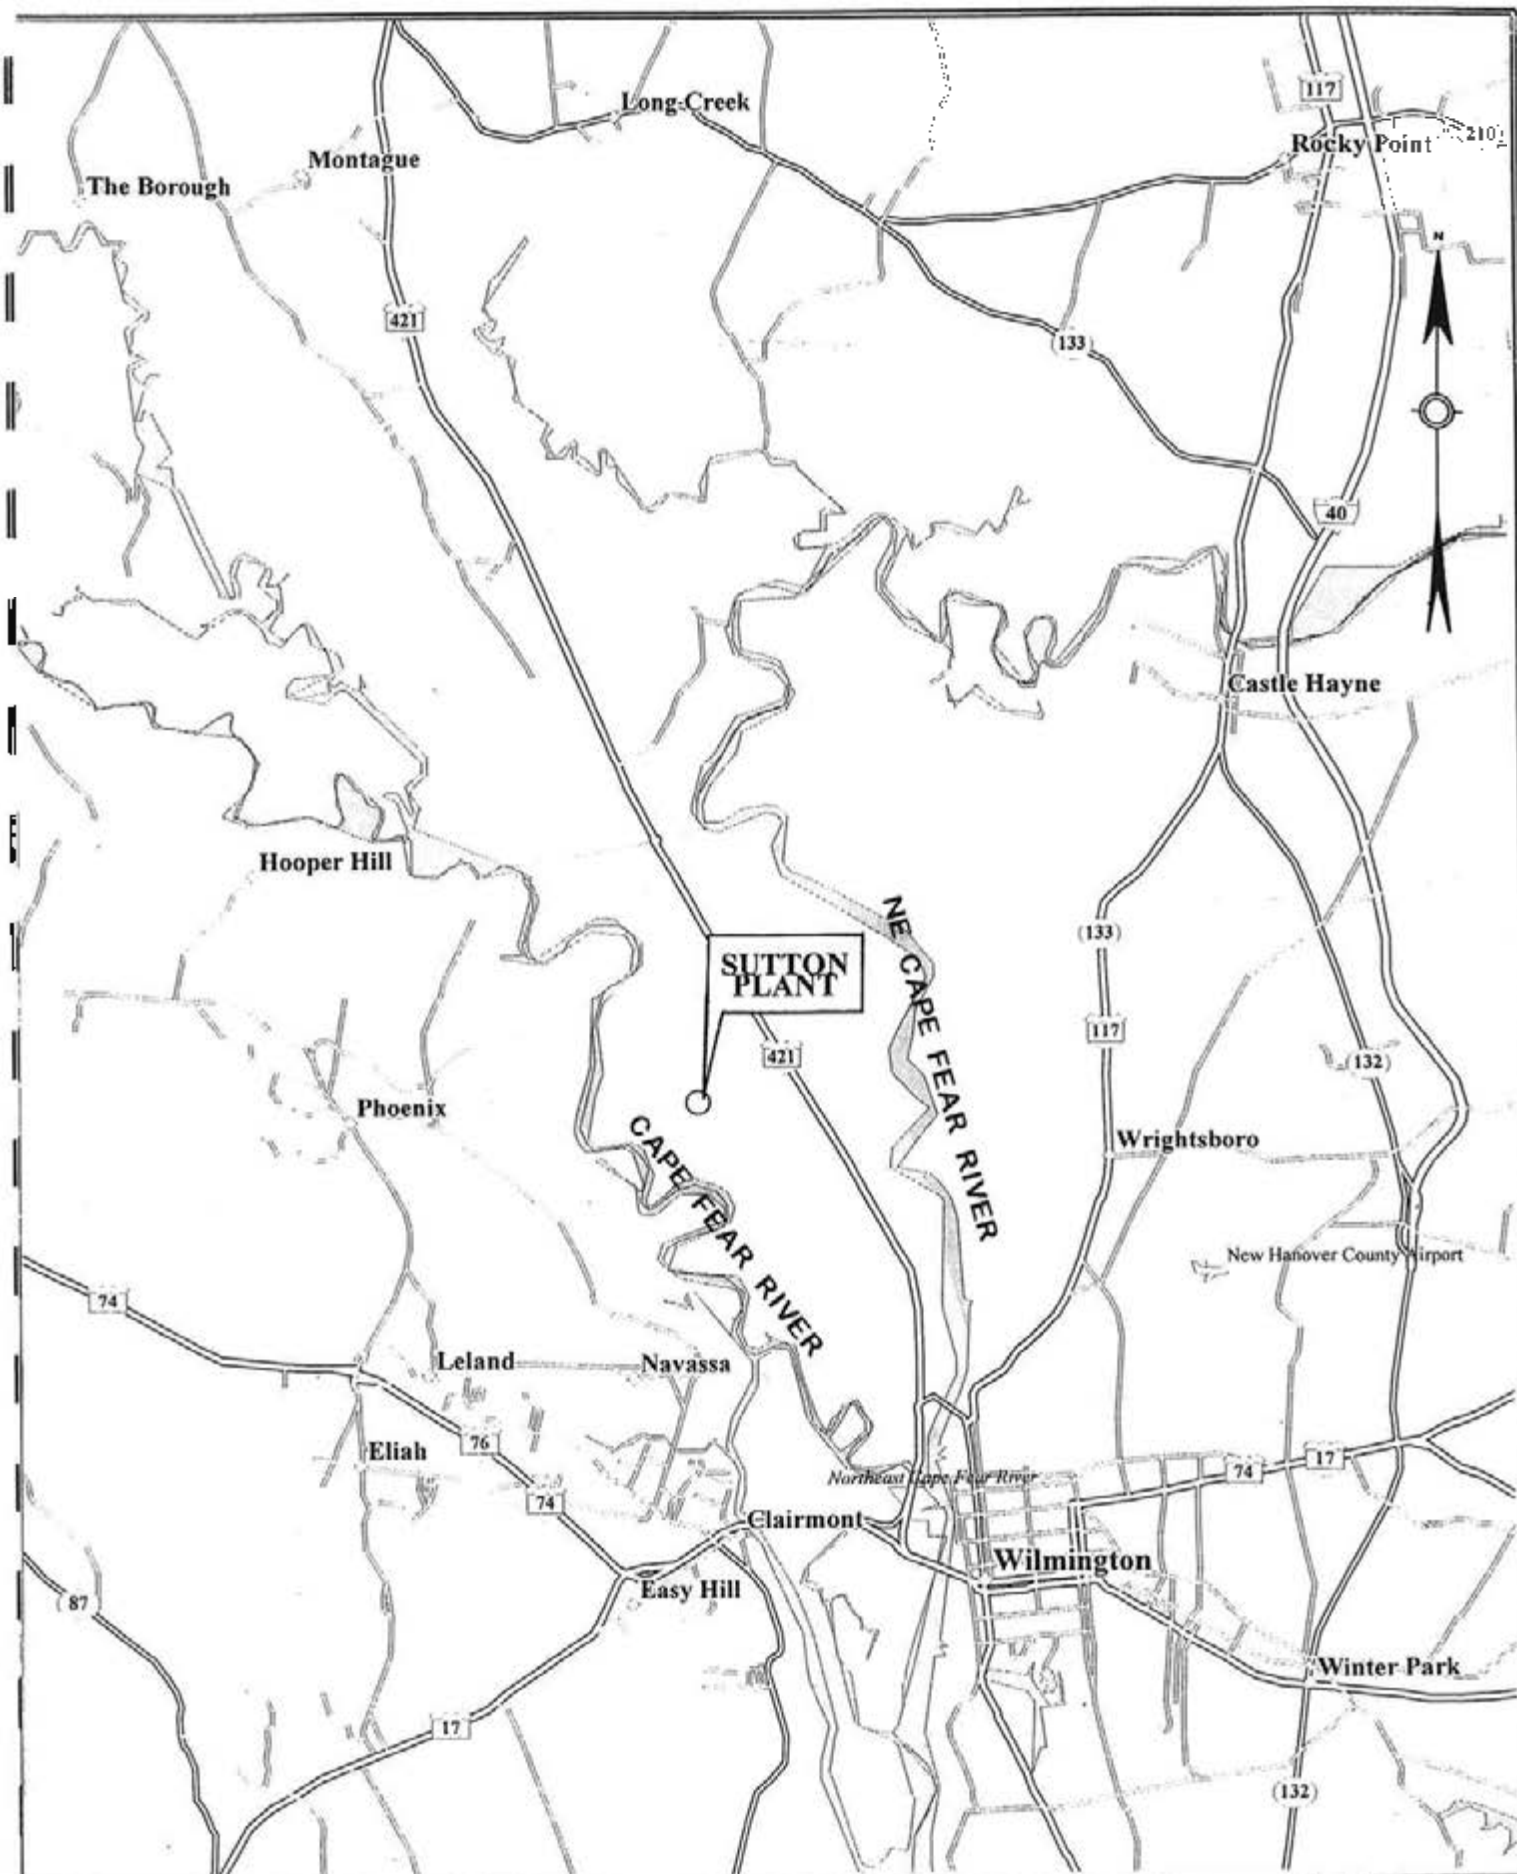 117
Long Creek
210
Rocky Point
Montague
The Borough
N
421
133
40
Castle Hayne
Hooper Hill
NE CAPE FEAR RIVER
133
SUTTON
PLANT
117
421
132
Phoenix
CAPE FEAR RIVER
Wrightsboro
New Hanover County Airport
74
Leland
Navassa
76
Eliah
17
74
Northeast Cape Fear River
74
Clairmont
Wilmington
Easy Hill
87
Winter Park
17
132